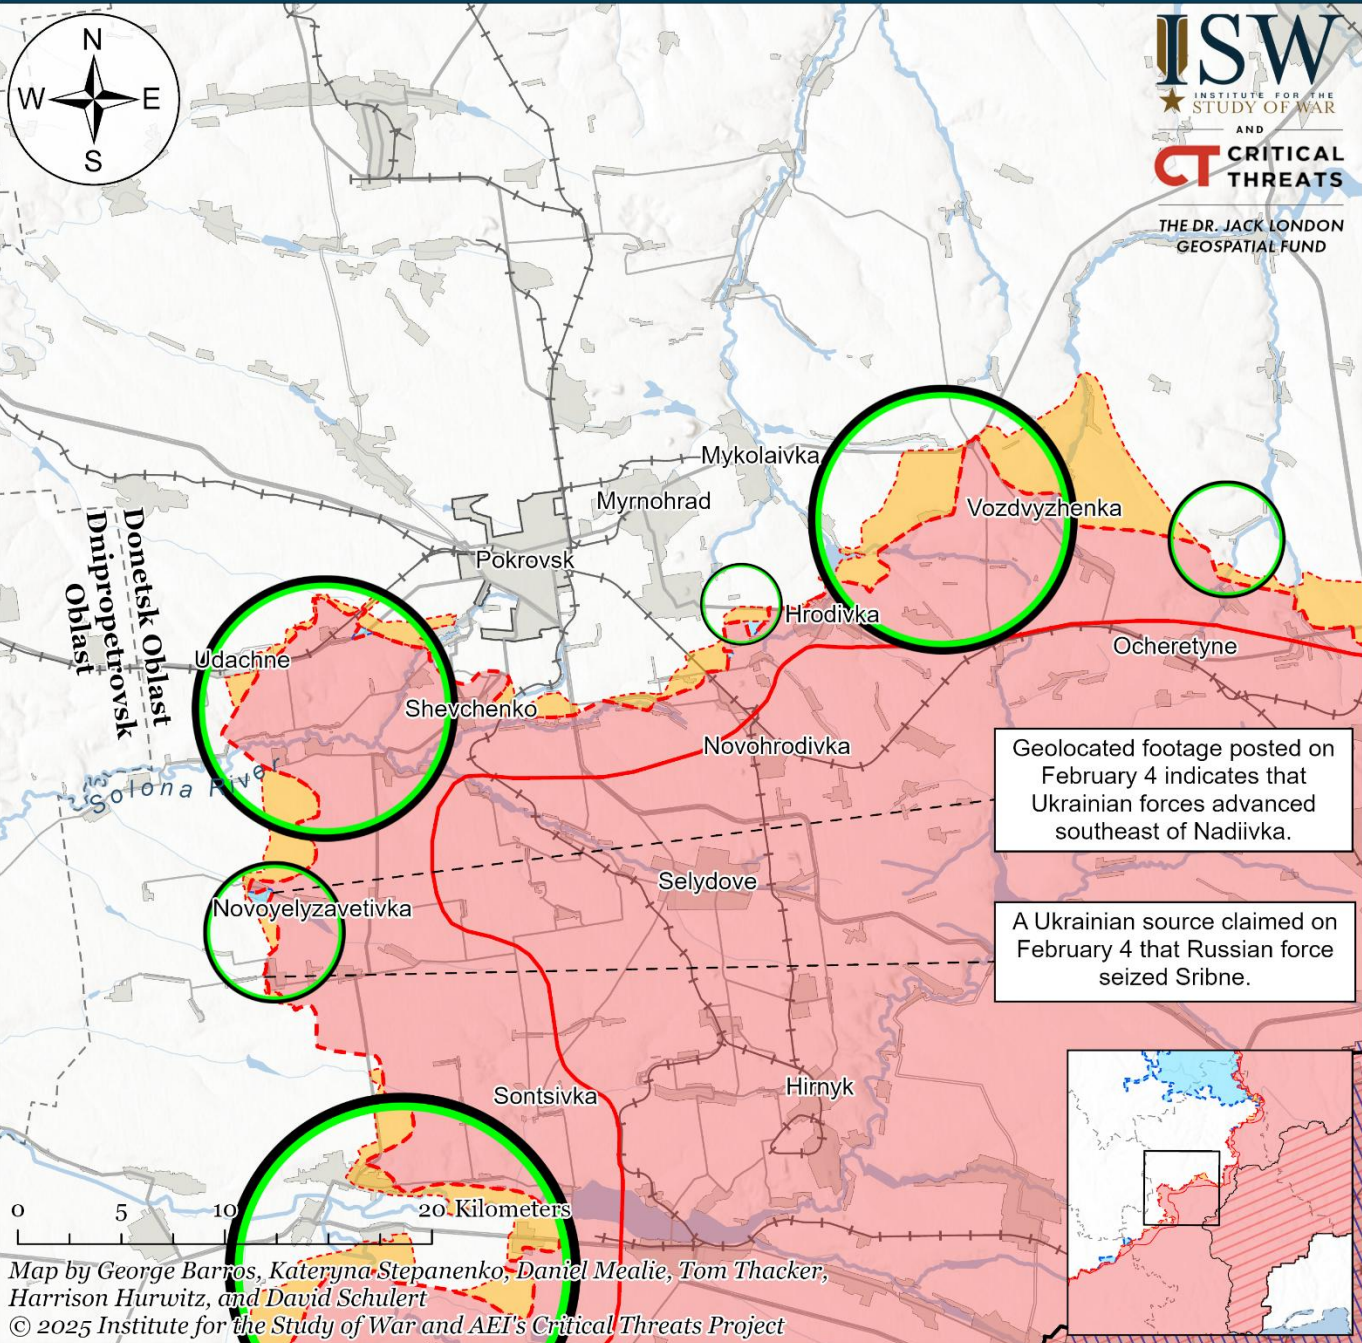 N
W E
S
ISW
INSTITUTE FOR THE
STUDY OF WAR
AND
CT CRITICAL
THREATS
THE DR. JACK LONDON
GEOSPATIAL FUND
Mykolaivka
Myrnohrad
Vozdvyzhenka
Pokrovsk
Donetsk Oblast
Dnipropetrovsk
Oblast
Hrodivka
Udachne
Ocheretyne
Shevchenko
Novohrodivka
Solona River
Geolocated footage posted on
February 4 indicates that
Ukrainian forces advanced
southeast of Nadiivka.
Selydove
Novoyelyzavetivka
A Ukrainian source claimed on
February 4 that Russian force
seized Sribne.
Hirnyk
Sontsivka
0 5 10 20 Kilometers
Map by George Barros, Kateryna Stepanenko, Daniel Mealie, Tom Thacker,
Harrison Hurwitz, and David Schulert
© 2025 Institute for the Study of War and AEI's Critical Threats Project